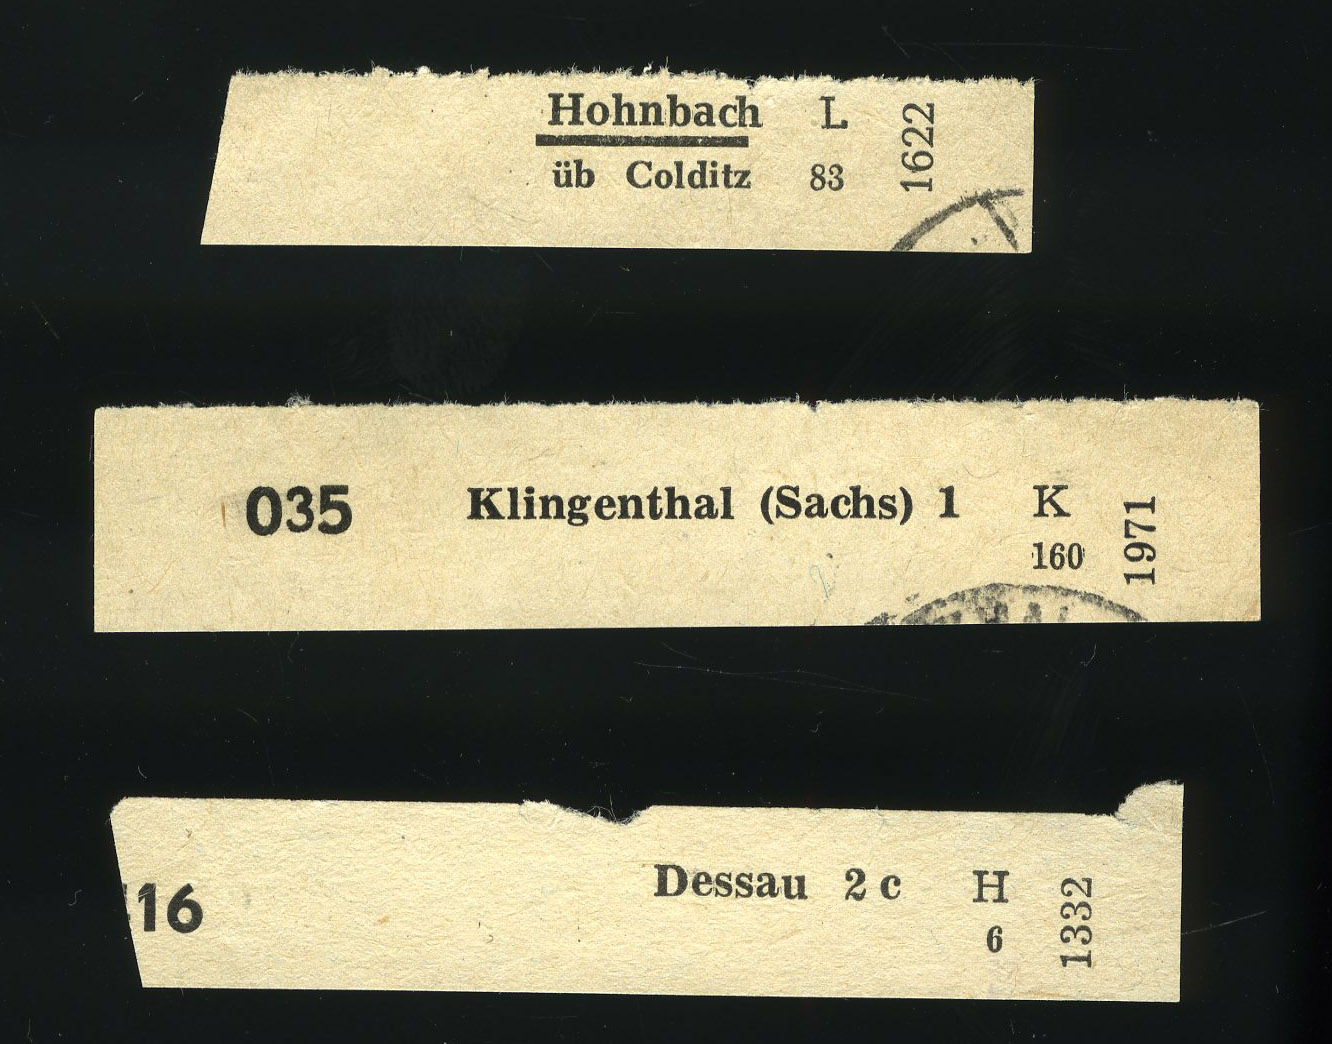 Hohnbach L 1622
üb Colditz 83
035 Klingenthal (Sachs) 1 K 1971
160
16 Dessau 2 c H 1332
6